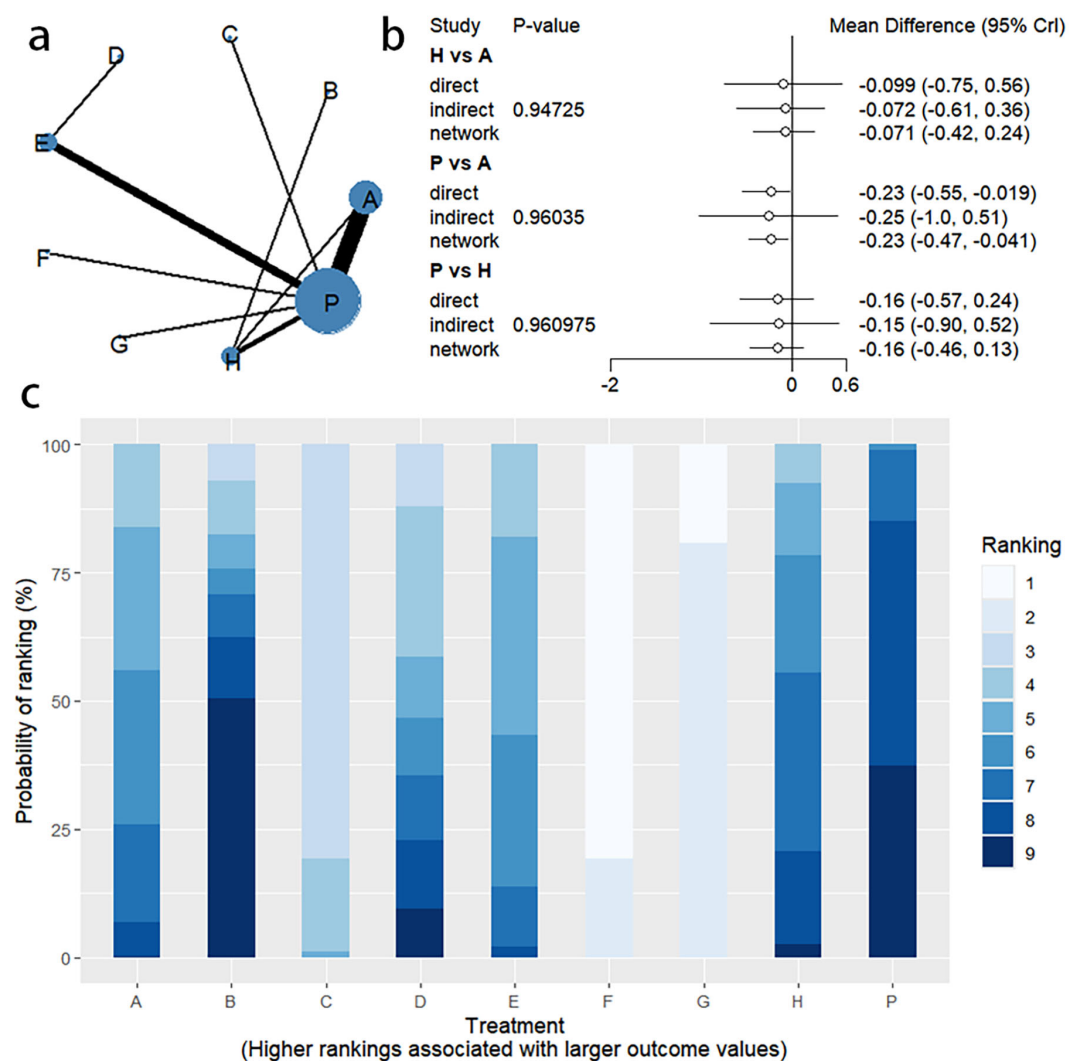 a
C
D
B
E
A
F
P
G
H
b
Study P-value Mean Difference (95% CrI)
H vs A
direct -0.099 (-0.75, 0.56)
indirect 0.94725 -0.072 (-0.61, 0.36)
network -0.071 (-0.42, 0.24)
P vs A
direct -0.23 (-0.55, -0.019)
indirect 0.96035 -0.25 (-1.0, 0.51)
network -0.23 (-0.47, -0.041)
P vs H
direct -0.16 (-0.57, 0.24)
indirect 0.960975 -0.15 (-0.90, 0.52)
network -0.16 (-0.46, 0.13)
-2 0 0.6
c
Probability of ranking (%)
100
75
50
25
0
A B C D E F G H P
Treatment
(Higher rankings associated with larger outcome values)
Ranking
1
2
3
4
5
6
7
8
9